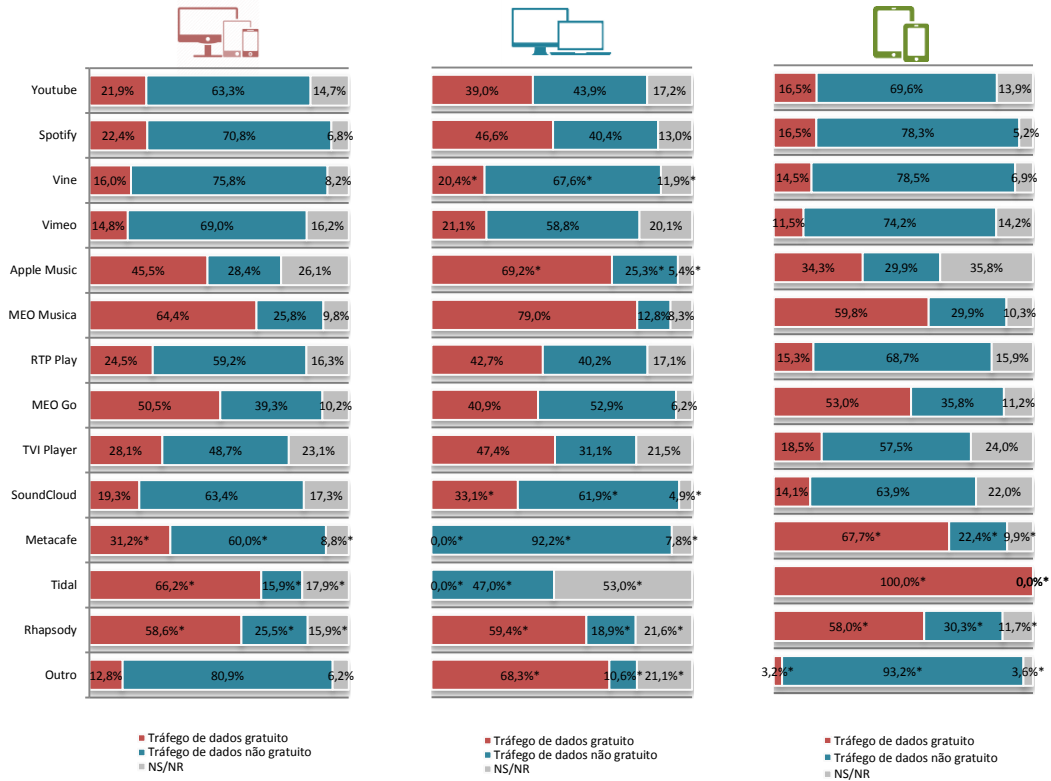 Youtube 21,9% 63,3% 14,7% 39,0% 43,9% 17,2% 16,5% 69,6% 13,9%
Spotify 22,4% 70,8% 6,8% 46,6% 40,4% 13,0% 16,5% 78,3% 5,2%
Vine 16,0% 75,8% 8,2% 20,4%* 67,6%* 11,9%* 14,5% 78,5% 6,9%
Vimeo 14,8% 69,0% 16,2% 21,1% 58,8% 20,1% 11,5% 74,2% 14,2%
Apple Music 45,5% 28,4% 26,1% 69,2%* 25,3%* 5,4%* 34,3% 29,9% 35,8%
MEO Musica 64,4% 25,8% 9,8% 79,0% 12,8% 8,3% 59,8% 29,9% 10,3%
RTP Play 24,5% 59,2% 16,3% 42,7% 40,2% 17,1% 15,3% 68,7% 15,9%
MEO Go 50,5% 39,3% 10,2% 40,9% 52,9% 6,2% 53,0% 35,8% 11,2%
TVI Player 28,1% 48,7% 23,1% 47,4% 31,1% 21,5% 18,5% 57,5% 24,0%
SoundCloud 19,3% 63,4% 17,3% 33,1%* 61,9%* 4,9%* 14,1% 63,9% 22,0%
Metacafe 31,2%* 60,0%* 8,8%* 0,0%* 92,2%* 7,8%* 67,7%* 22,4%* 9,9%*
Tidal 66,2%* 15,9%* 17,9%* 0,0%* 47,0%* 53,0%* 100,0%* 0,0%*
Rhapsody 58,6%* 25,5%* 15,9%* 59,4%* 18,9%* 21,6%* 58,0%* 30,3%* 11,7%*
Outro 12,8% 80,9% 6,2% 68,3%* 10,6%* 21,1%* 3,2%* 93,2%* 3,6%*
Tráfego de dados gratuito Tráfego de dados gratuito Tráfego de dados gratuito
Tráfego de dados não gratuito Tráfego de dados não gratuito Tráfego de dados não gratuito
NS/NR NS/NR NS/NR